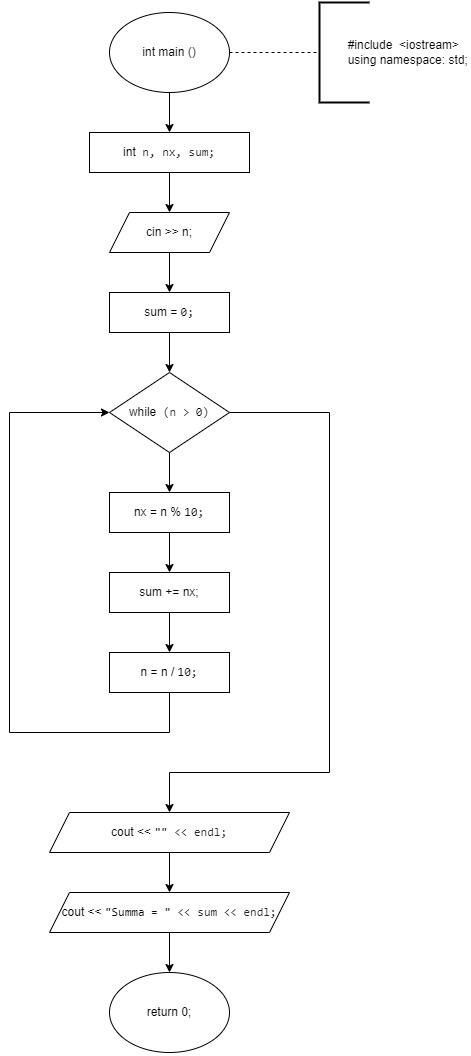 int main ()
#include <iostream>
using namespace: std;
int n, nx, sum;
cin >> n;
sum = 0;
while (n > 0)
nx = n % 10;
sum += nx;
n = n / 10;
cout << "" << endl;
cout << "Summa = " << sum << endl;
return 0;